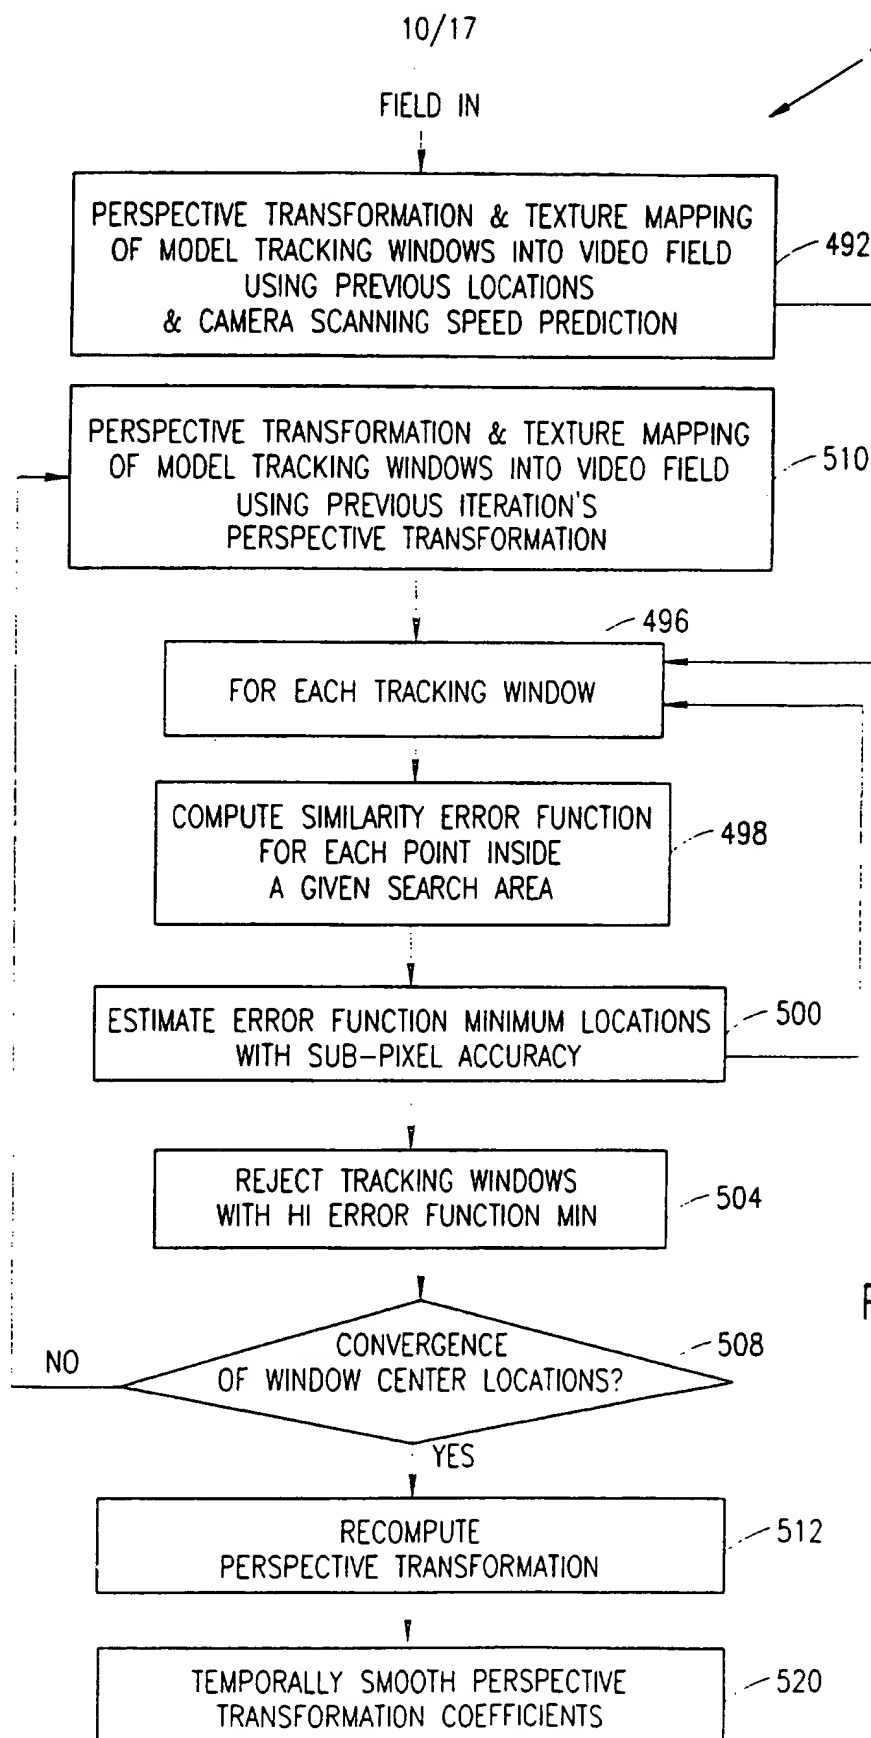 10/17
FIELD IN
PERSPECTIVE TRANSFORMATION & TEXTURE MAPPING
OF MODEL TRACKING WINDOWS INTO VIDEO FIELD
USING PREVIOUS LOCATIONS
& CAMERA SCANNING SPEED PREDICTION
492
PERSPECTIVE TRANSFORMATION & TEXTURE MAPPING
OF MODEL TRACKING WINDOWS INTO VIDEO FIELD
USING PREVIOUS ITERATION'S
PERSPECTIVE TRANSFORMATION
510
496
FOR EACH TRACKING WINDOW
COMPUTE SIMILARITY ERROR FUNCTION
FOR EACH POINT INSIDE
A GIVEN SEARCH AREA
498
ESTIMATE ERROR FUNCTION MINIMUM LOCATIONS
WITH SUB-PIXEL ACCURACY
500
REJECT TRACKING WINDOWS
WITH HI ERROR FUNCTION MIN
504
CONVERGENCE
OF WINDOW CENTER LOCATIONS?
508
NO
YES
RECOMPUTE
PERSPECTIVE TRANSFORMATION
512
TEMPORALLY SMOOTH PERSPECTIVE
TRANSFORMATION COEFFICIENTS
520